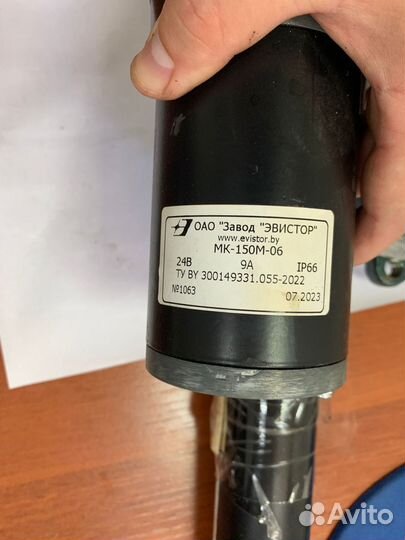 ОАО "Завод "ЭВИСТОР"
www.evistor.by
МК-150М-06
24В 9А IP66
ТУ BY 300149331.055-2022
№1063 07.2023
Avito